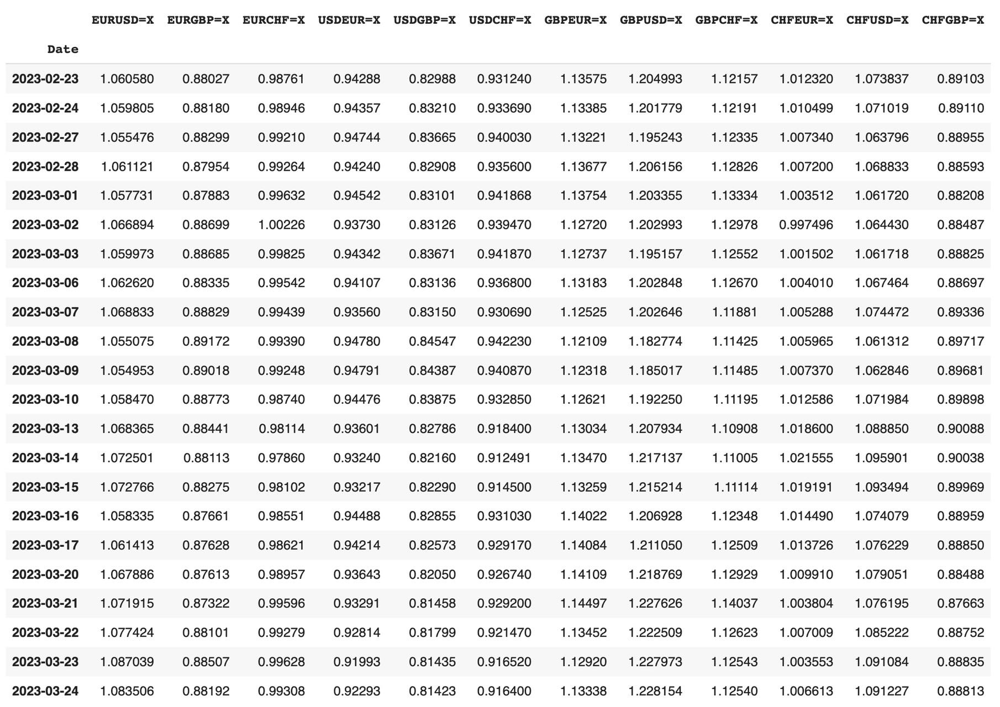 EURUSD=X EURGBP=X EURCHF=X USDEUR=X USDGBP=X USDCHF=X GBPEUR=X GBPUSD=X GBPCHF=X CHFEUR=X CHFUSD=X CHFGBP=X
Date
2023-02-23 1.060580 0.88027 0.98761 0.94288 0.82988 0.931240 1.13575 1.204993 1.12157 1.012320 1.073837 0.89103
2023-02-24 1.059805 0.88180 0.98946 0.94357 0.83210 0.933690 1.13385 1.201779 1.12191 1.010499 1.071019 0.89110
2023-02-27 1.055476 0.88299 0.99210 0.94744 0.83665 0.940030 1.13221 1.195243 1.12335 1.007340 1.063796 0.88955
2023-02-28 1.061121 0.87954 0.99264 0.94240 0.82908 0.935600 1.13677 1.206156 1.12826 1.007200 1.068833 0.88593
2023-03-01 1.057731 0.87883 0.99632 0.94542 0.83101 0.941868 1.13754 1.203355 1.13334 1.003512 1.061720 0.88208
2023-03-02 1.066894 0.88699 1.00226 0.93730 0.83126 0.939470 1.12720 1.202993 1.12978 0.997496 1.064430 0.88487
2023-03-03 1.059973 0.88685 0.99825 0.94342 0.83671 0.941870 1.12737 1.195157 1.12552 1.001502 1.061718 0.88825
2023-03-06 1.062620 0.88335 0.99542 0.94107 0.83136 0.936800 1.13183 1.202848 1.12670 1.004010 1.067464 0.88697
2023-03-07 1.068833 0.88829 0.99439 0.93560 0.83150 0.930690 1.12525 1.202646 1.11881 1.005288 1.074472 0.89336
2023-03-08 1.055075 0.89172 0.99390 0.94780 0.84547 0.942230 1.12109 1.182774 1.11425 1.005965 1.061312 0.89717
2023-03-09 1.054953 0.89018 0.99248 0.94791 0.84387 0.940870 1.12318 1.185017 1.11485 1.007370 1.062846 0.89681
2023-03-10 1.058470 0.88773 0.98740 0.94476 0.83875 0.932850 1.12621 1.192250 1.11195 1.012586 1.071984 0.89898
2023-03-13 1.068365 0.88441 0.98114 0.93601 0.82786 0.918400 1.13034 1.207934 1.10908 1.018600 1.088850 0.90088
2023-03-14 1.072501 0.88113 0.97860 0.93240 0.82160 0.912491 1.13470 1.217137 1.11005 1.021555 1.095901 0.90038
2023-03-15 1.072766 0.88275 0.98102 0.93217 0.82290 0.914500 1.13259 1.215214 1.11114 1.019191 1.093494 0.89969
2023-03-16 1.058335 0.87661 0.98551 0.94488 0.82855 0.931030 1.14022 1.206928 1.12348 1.014490 1.074079 0.88959
2023-03-17 1.061413 0.87628 0.98621 0.94214 0.82573 0.929170 1.14084 1.211050 1.12509 1.013726 1.076229 0.88850
2023-03-20 1.067886 0.87613 0.98957 0.93643 0.82050 0.926740 1.14109 1.218769 1.12929 1.009910 1.079051 0.88488
2023-03-21 1.071915 0.87322 0.99596 0.93291 0.81458 0.929200 1.14497 1.227626 1.14037 1.003804 1.076195 0.87663
2023-03-22 1.077424 0.88101 0.99279 0.92814 0.81799 0.921470 1.13452 1.222509 1.12623 1.007009 1.085222 0.88752
2023-03-23 1.087039 0.88507 0.99628 0.91993 0.81435 0.916520 1.12920 1.227973 1.12543 1.003553 1.091084 0.88835
2023-03-24 1.083506 0.88192 0.99308 0.92293 0.81423 0.916400 1.13338 1.228154 1.12540 1.006613 1.091227 0.88813